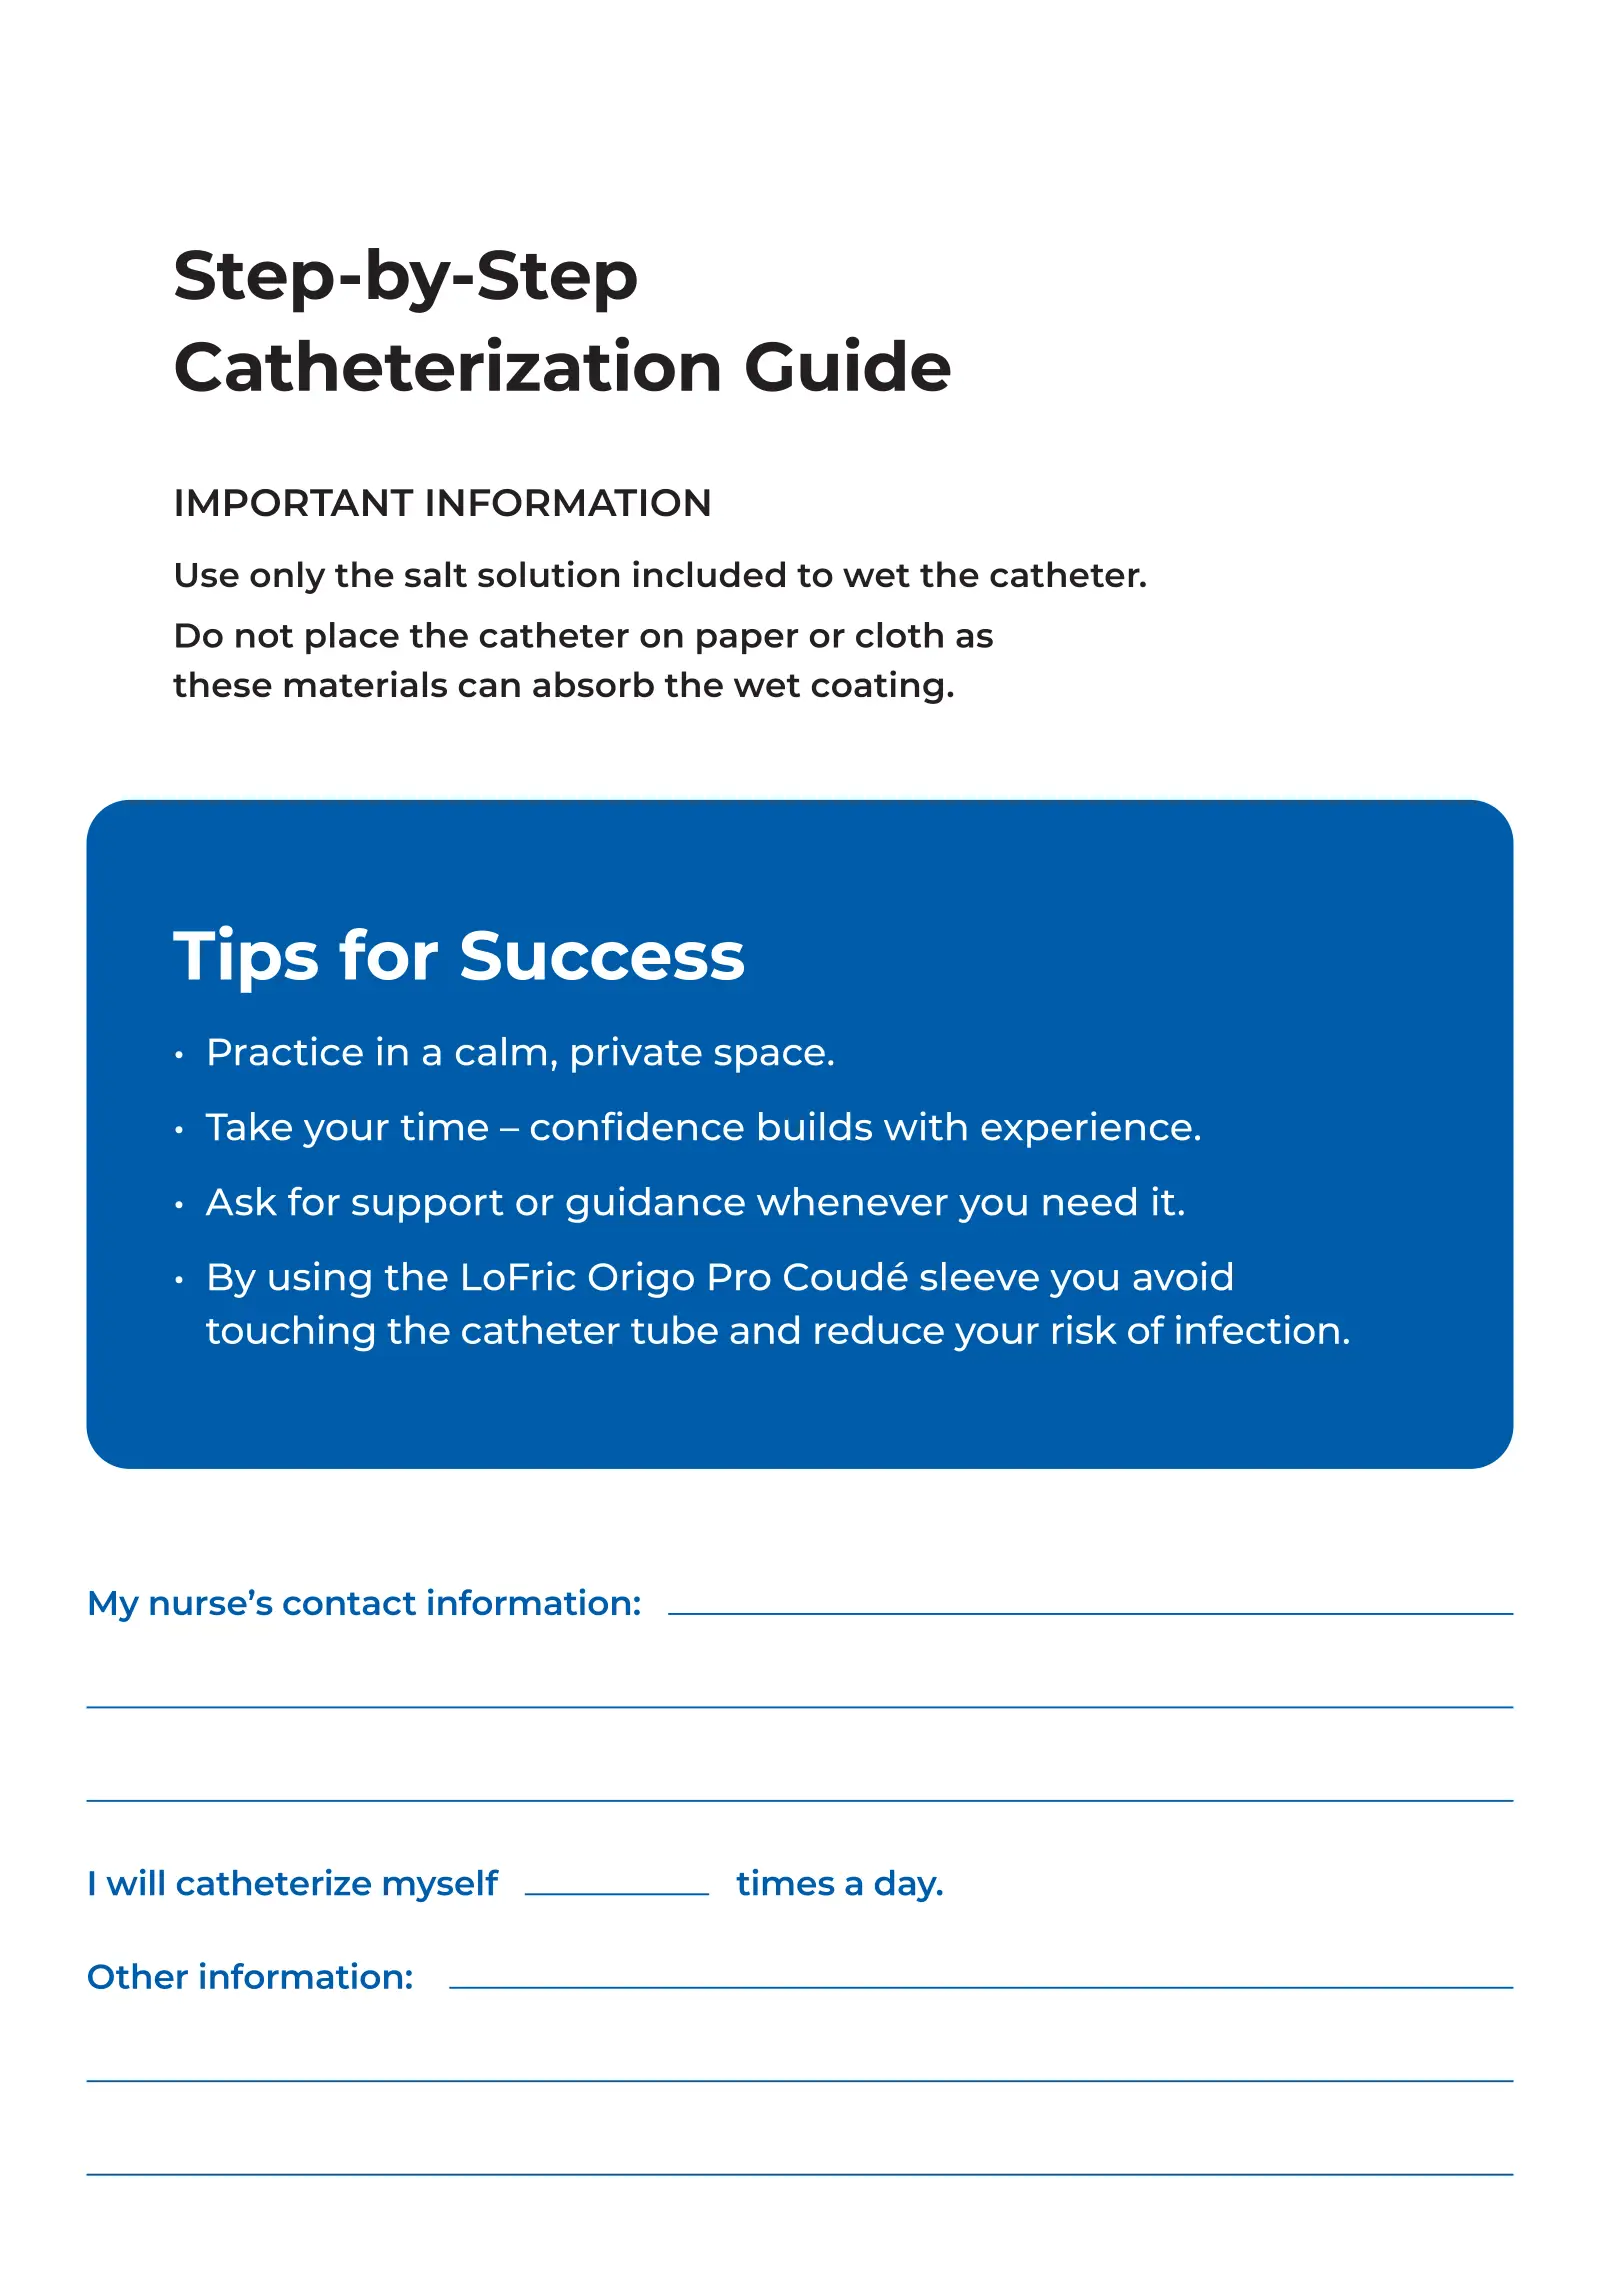 Step-by-Step
Catheterization Guide
IMPORTANT INFORMATION
Use only the salt solution included to wet the catheter.
Do not place the catheter on paper or cloth as
these materials can absorb the wet coating.
Tips for Success
• Practice in a calm, private space.
• Take your time – confidence builds with experience.
• Ask for support or guidance whenever you need it.
• By using the LoFric Origo Pro Coudé sleeve you avoid
touching the catheter tube and reduce your risk of infection.
My nurse’s contact information:
I will catheterize myself times a day.
Other information: